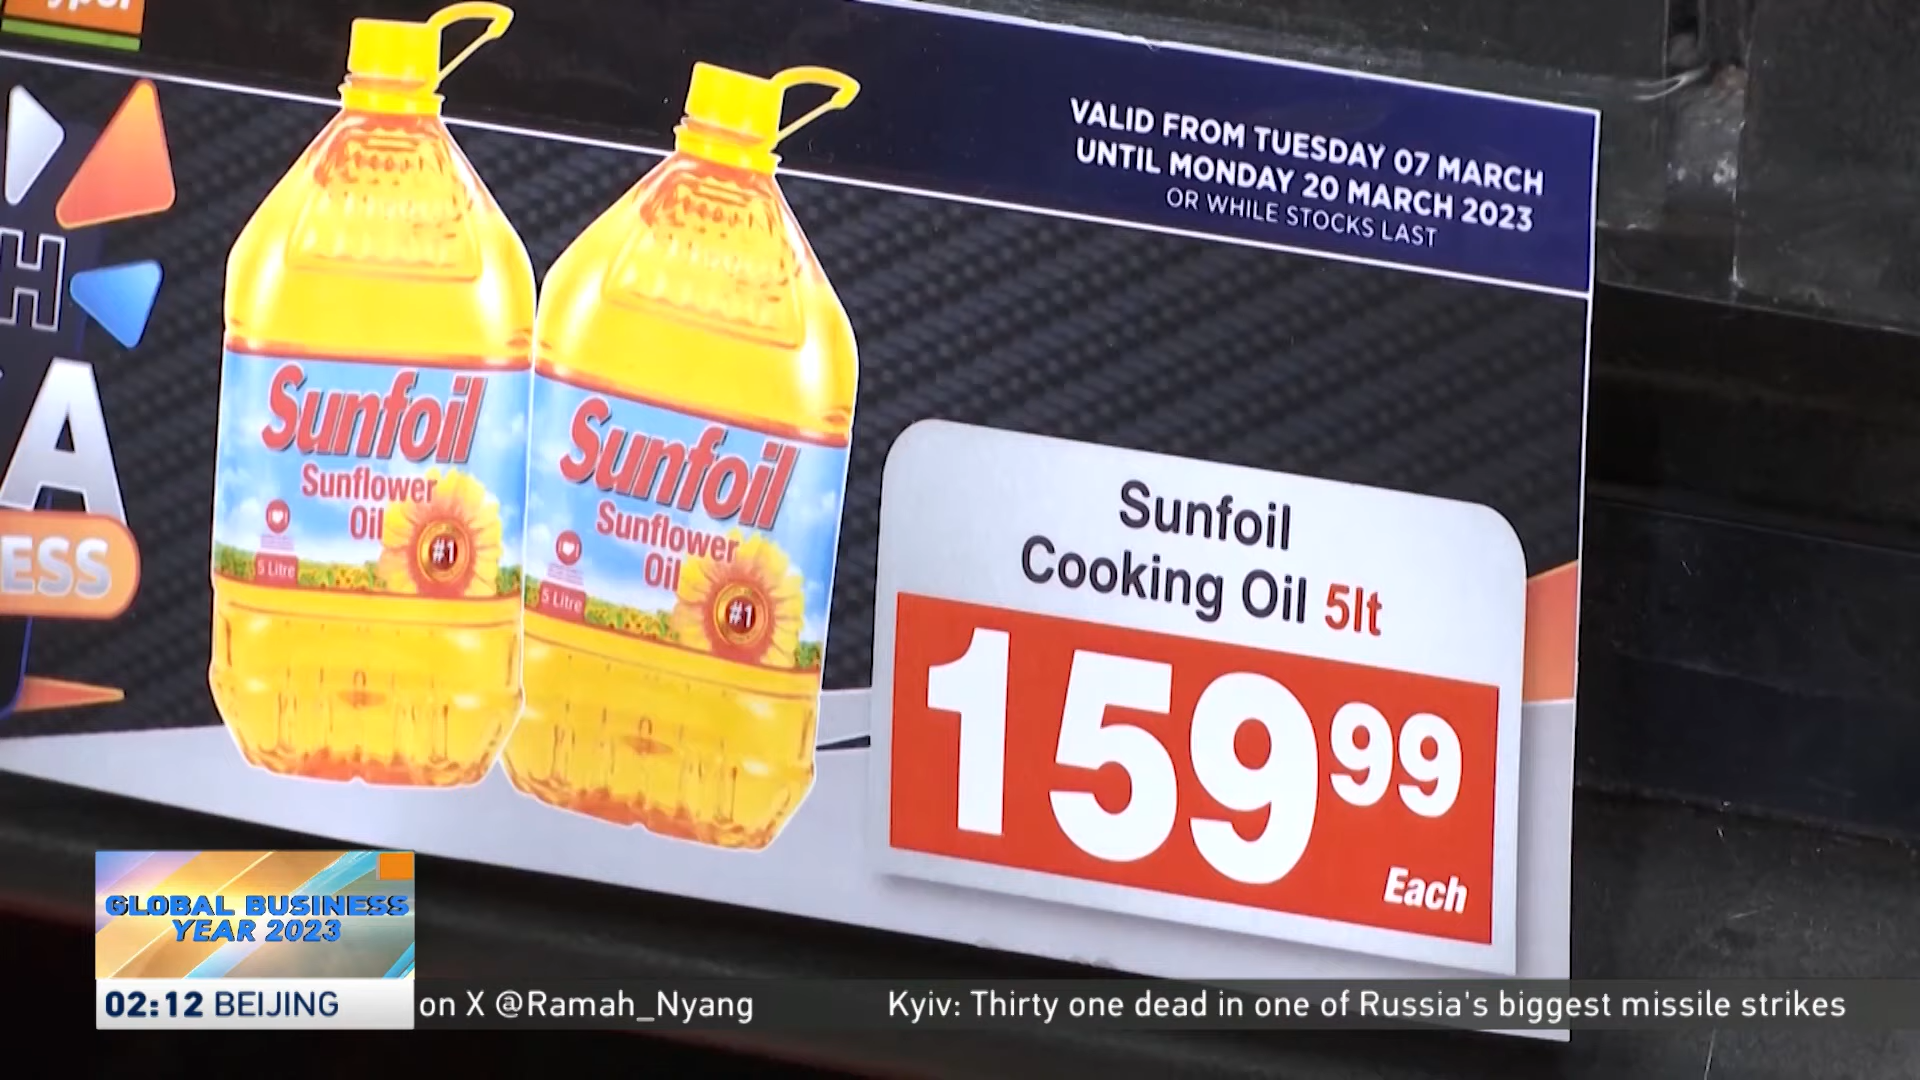 VALID FROM TUESDAY 07 MARCH
UNTIL MONDAY 20 MARCH 2023
OR WHILE STOCKS LAST
H
A
ESS
Sunfoil
Sunflower
Oil
#1
5 Litre
Sunfoil
Sunflower
Oil
#1
5 Litre
Sunfoil
Cooking Oil 5lt
159 99
Each
GLOBAL BUSINESS
YEAR 2023
02:12 BEIJING
on X @Ramah_Nyang Kyiv: Thirty one dead in one of Russia's biggest missile strikes